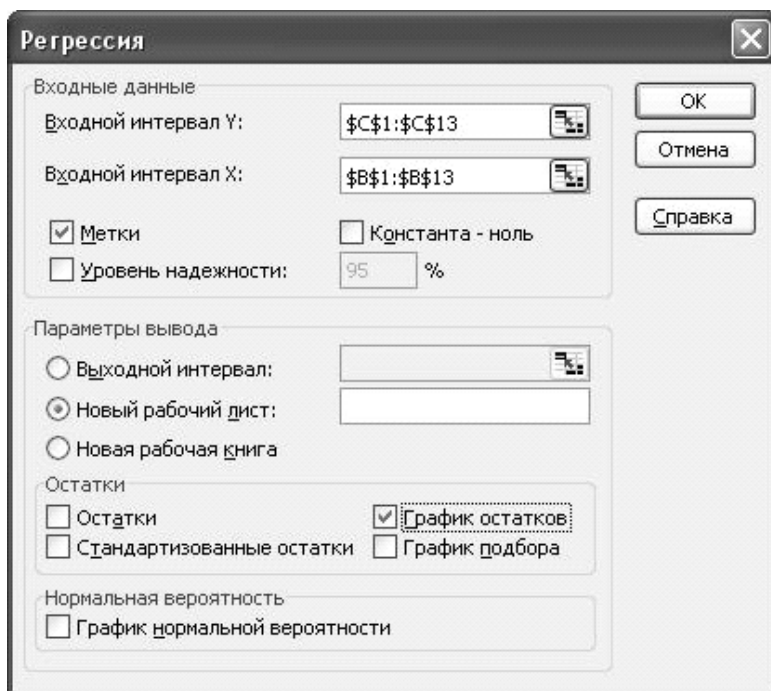 Регрессия
Входные данные
Входной интервал Y: $C$1:$C$13
Входной интервал X: $B$1:$B$13
Метки Константа - ноль
Уровень надежности: 95 %
Параметры вывода
Выходной интервал:
Новый рабочий лист:
Новая рабочая книга
Остатки
Остатки График остатков
Стандартизованные остатки График подбора
Нормальная вероятность
График нормальной вероятности
ОК
Отмена
Справка